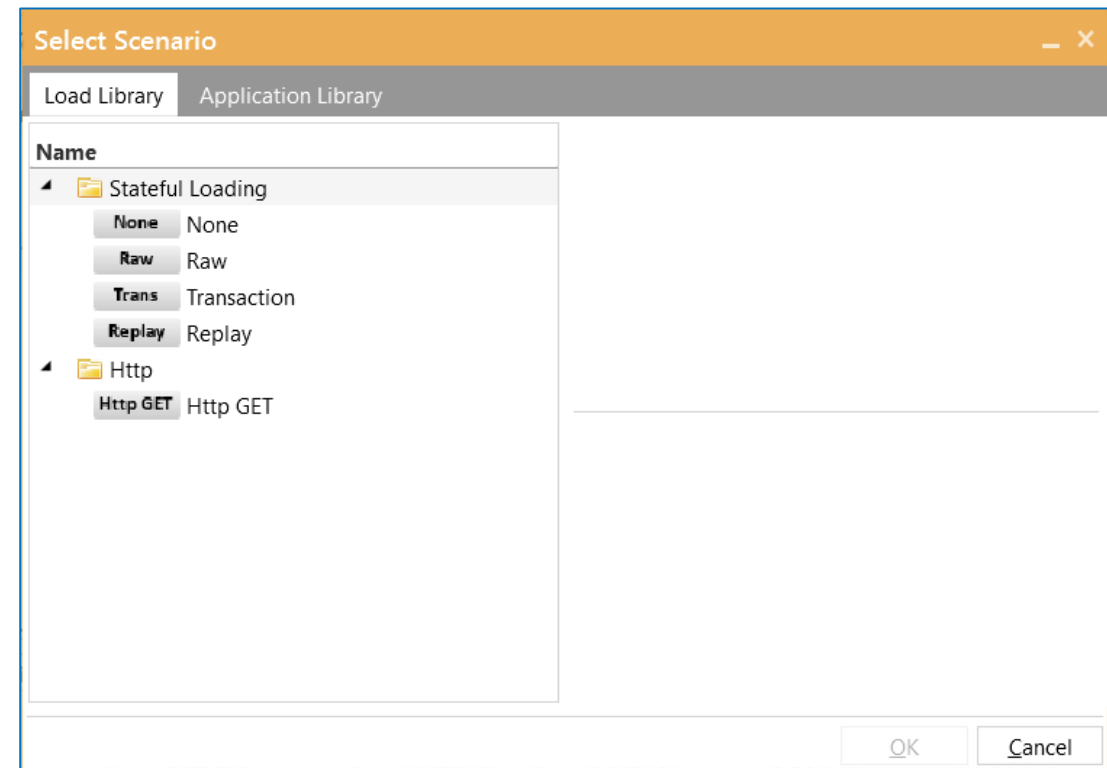 Select Scenario
Load Library Application Library
Name
Stateful Loading
None None
Raw Raw
Trans Transaction
Replay Replay
Http
Http GET Http GET
OK Cancel